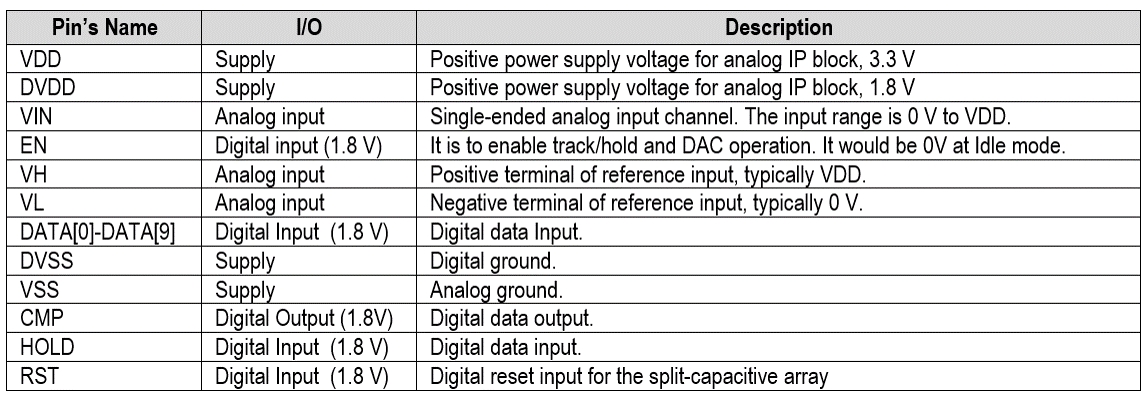 Pin's Name I/O Description
VDD Supply Positive power supply voltage for analog IP block, 3.3 V
DVDD Supply Positive power supply voltage for analog IP block, 1.8 V
VIN Analog input Single-ended analog input channel. The input range is 0 V to VDD.
EN Digital input (1.8 V) It is to enable track/hold and DAC operation. It would be 0V at Idle mode.
VH Analog input Positive terminal of reference input, typically VDD.
VL Analog input Negative terminal of reference input, typically 0 V.
DATA[0]-DATA[9] Digital Input (1.8 V) Digital data Input.
DVSS Supply Digital ground.
VSS Supply Analog ground.
CMP Digital Output (1.8V) Digital data output.
HOLD Digital Input (1.8 V) Digital data input.
RST Digital Input (1.8 V) Digital reset input for the split-capacitive array